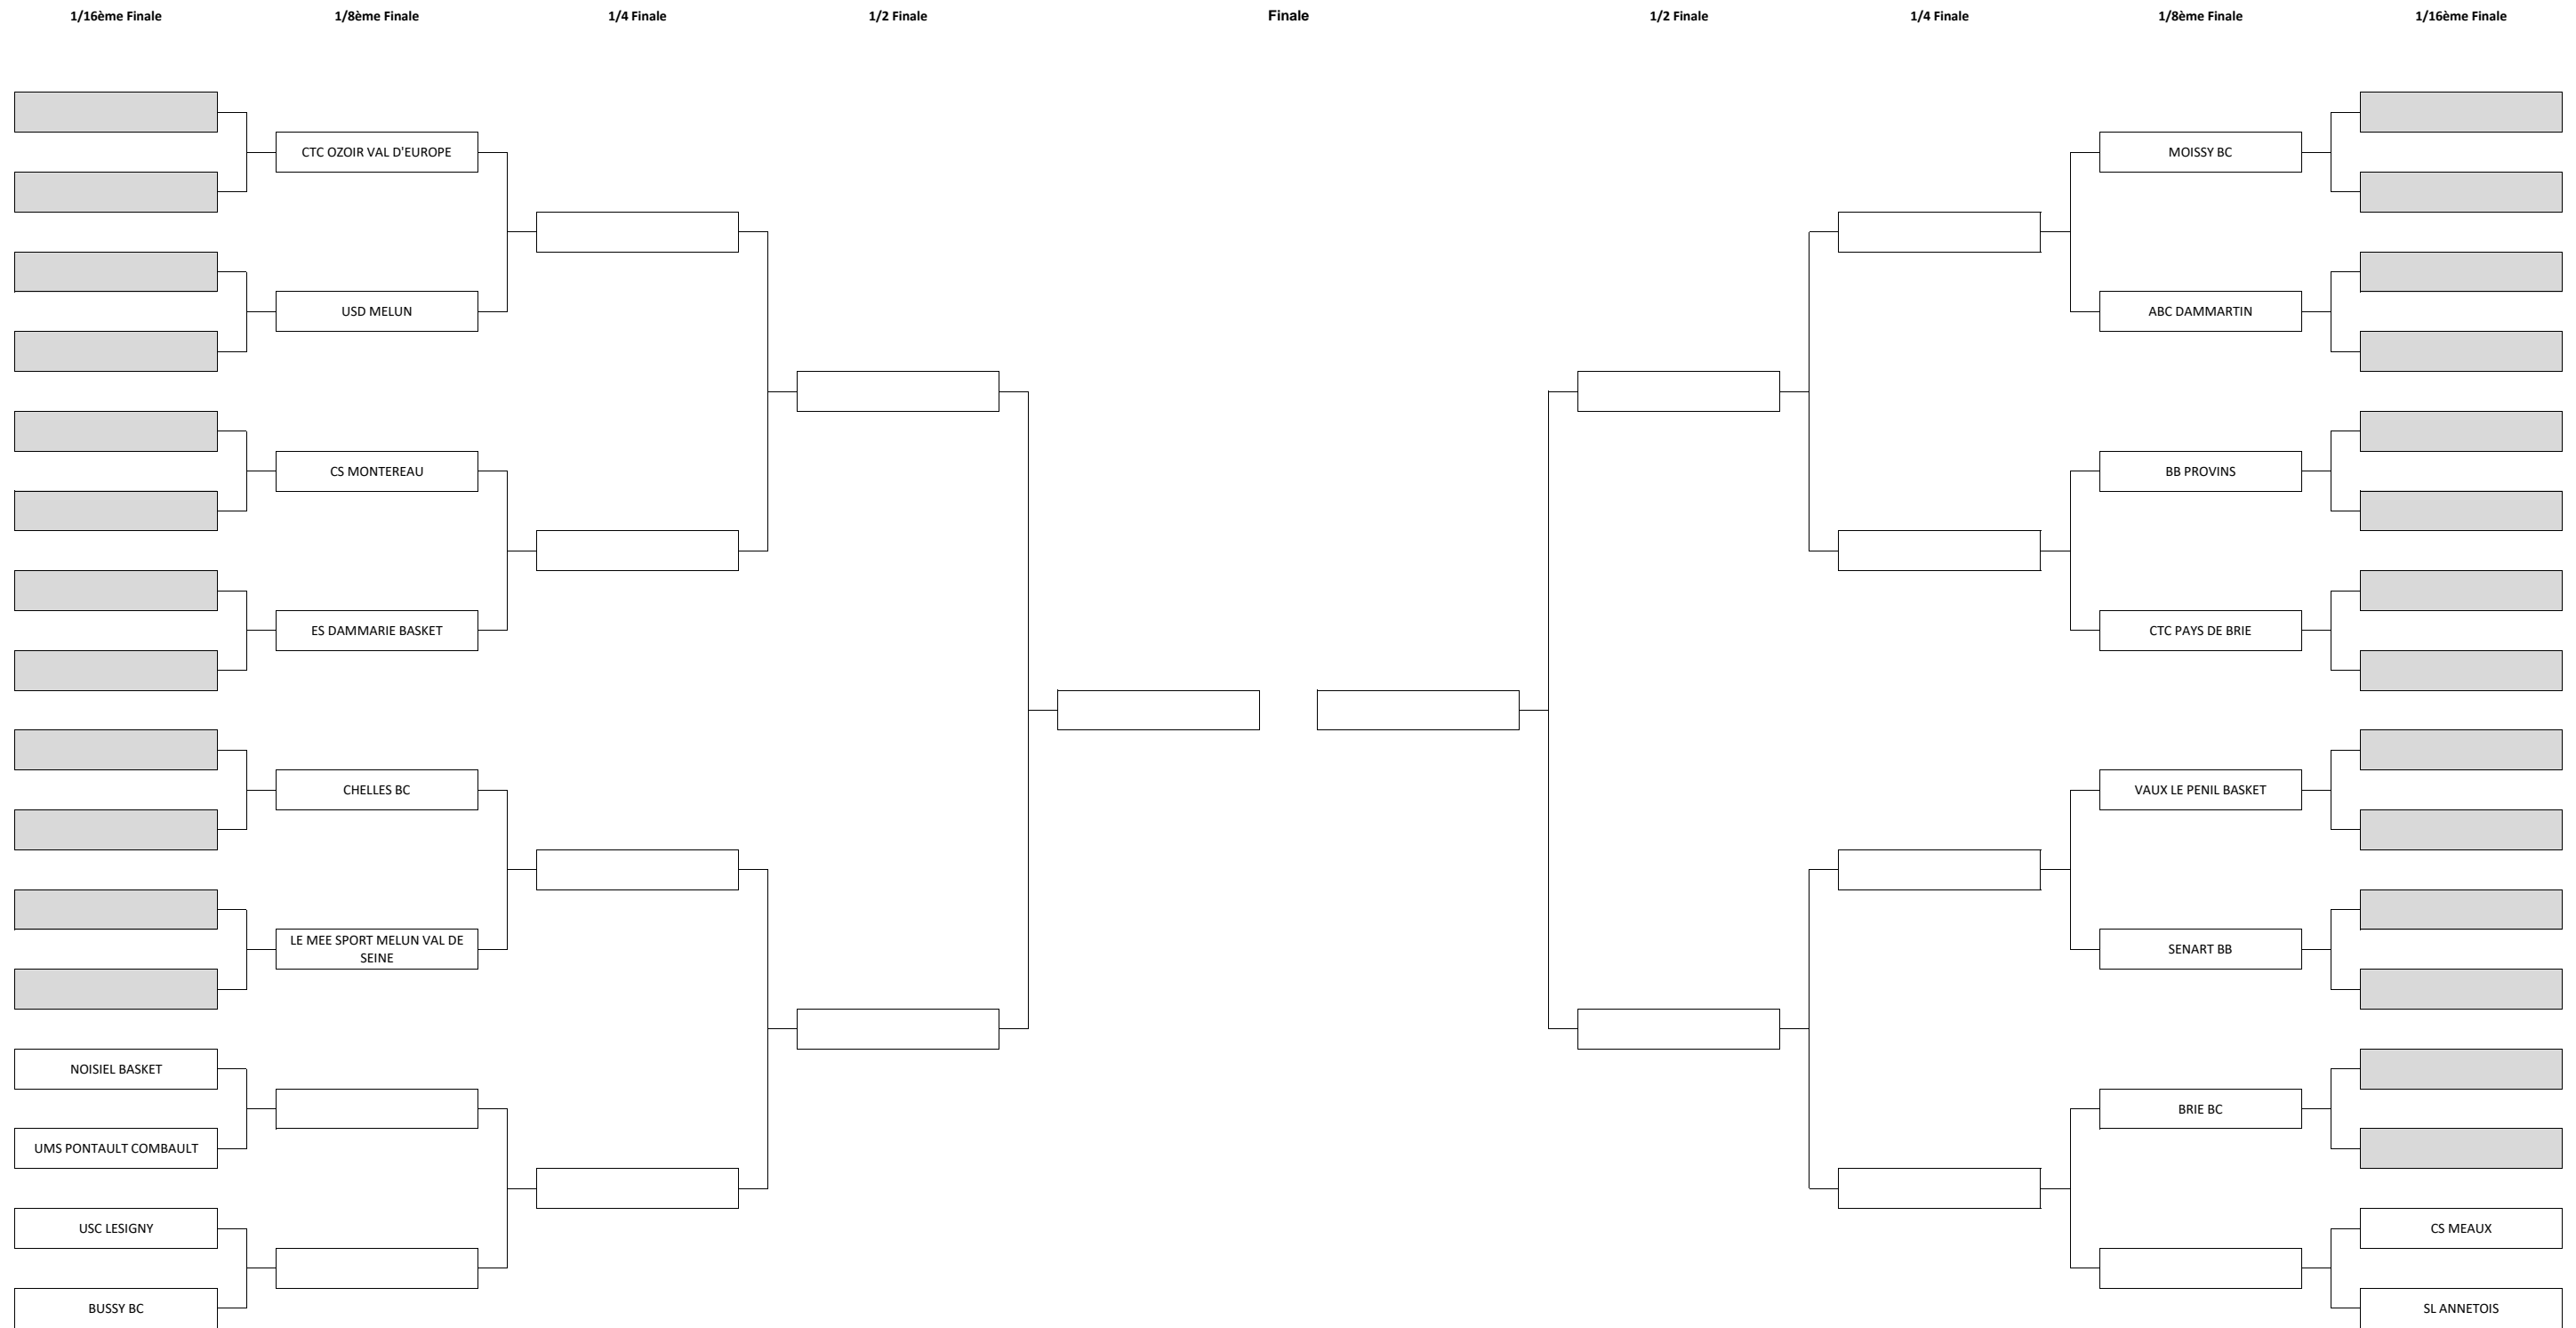 1/16ème Finale
1/8ème Finale
1/4 Finale
1/2 Finale
Finale
1/2 Finale
1/4 Finale
1/8ème Finale
1/16ème Finale
CTC OZOIR VAL D'EUROPE
MOISSY BC
USD MELUN
ABC DAMMARTIN
CS MONTEREAU
BB PROVINS
ES DAMMARIE BASKET
CTC PAYS DE BRIE
CHELLES BC
VAUX LE PENIL BASKET
LE MEE SPORT MELUN VAL DE
SEINE
SENART BB
NOISIEL BASKET
BRIE BC
UMS PONTAULT COMBAULT
USC LESIGNY
CS MEAUX
BUSSY BC
SL ANNETOIS